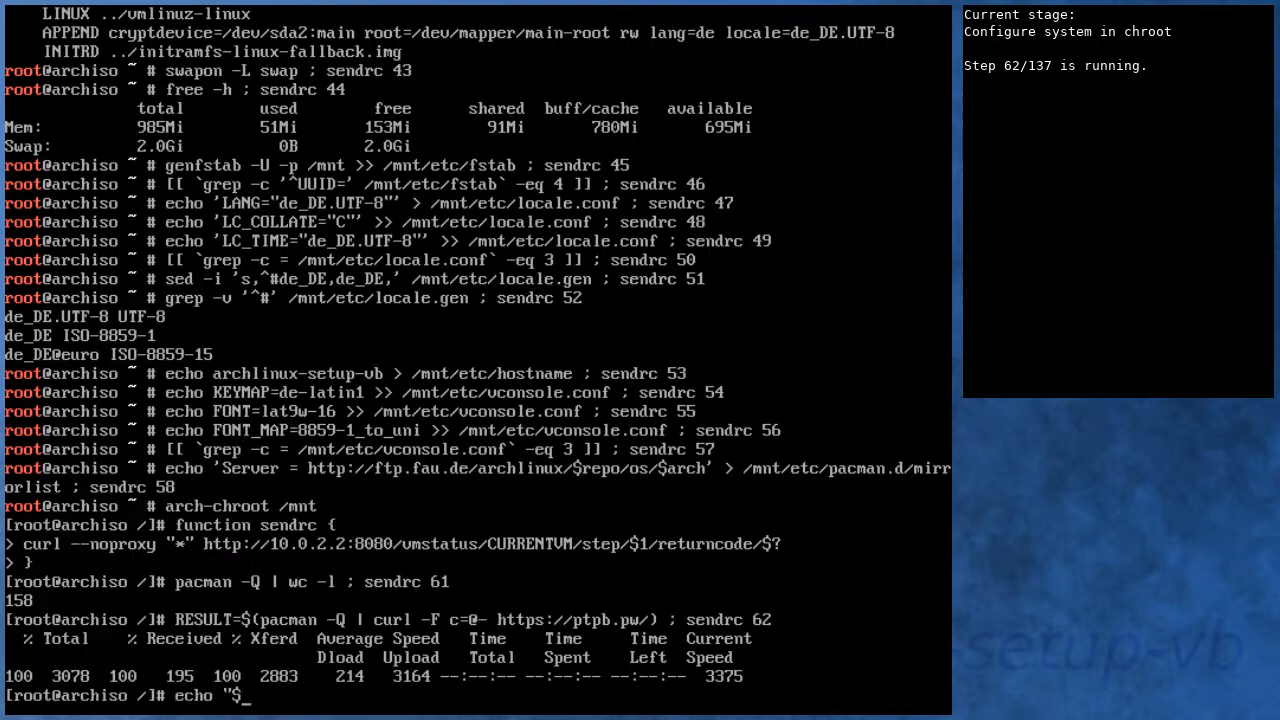 LINUX ../vmlinuz-linux
APPEND cryptdevice=/dev/sda2:main root=/dev/mapper/main-root rw lang=de locale=de_DE.UTF-8
INITRD ../initramfs-linux-fallback.img
root@archiso ~ # swapon -L swap ; sendrc 43
root@archiso ~ # free -h ; sendrc 44
total used free shared buff/cache available
Mem: 985Mi 51Mi 153Mi 91Mi 780Mi 695Mi
Swap: 2.0Gi 0B 2.0Gi
root@archiso ~ # genfstab -U -p /mnt >> /mnt/etc/fstab ; sendrc 45
root@archiso ~ # [[ `grep -c '^UUID=' /mnt/etc/fstab` -eq 4 ]] ; sendrc 46
root@archiso ~ # echo 'LANG="de_DE.UTF-8"' > /mnt/etc/locale.conf ; sendrc 47
root@archiso ~ # echo 'LC_COLLATE="C"' >> /mnt/etc/locale.conf ; sendrc 48
root@archiso ~ # echo 'LC_TIME="de_DE.UTF-8"' >> /mnt/etc/locale.conf ; sendrc 49
root@archiso ~ # [[ `grep -c = /mnt/etc/locale.conf` -eq 3 ]] ; sendrc 50
root@archiso ~ # sed -i 's,^#de_DE,de_DE,' /mnt/etc/locale.gen ; sendrc 51
root@archiso ~ # grep -v '^#' /mnt/etc/locale.gen ; sendrc 52
de_DE.UTF-8 UTF-8
de_DE ISO-8859-1
de_DE@euro ISO-8859-15
root@archiso ~ # echo archlinux-setup-vb > /mnt/etc/hostname ; sendrc 53
root@archiso ~ # echo KEYMAP=de-latin1 >> /mnt/etc/vconsole.conf ; sendrc 54
root@archiso ~ # echo FONT=lat9w-16 >> /mnt/etc/vconsole.conf ; sendrc 55
root@archiso ~ # echo FONT_MAP=8859-1_to_uni >> /mnt/etc/vconsole.conf ; sendrc 56
root@archiso ~ # [[ `grep -c = /mnt/etc/vconsole.conf` -eq 3 ]] ; sendrc 57
root@archiso ~ # echo 'Server = http://ftp.fau.de/archlinux/$repo/os/$arch' > /mnt/etc/pacman.d/mirr
orlist ; sendrc 58
root@archiso ~ # arch-chroot /mnt
[root@archiso /]# function sendrc {
> curl --noproxy "*" http://10.0.2.2:8080/vmstatus/CURRENTVM/step/$1/returncode/$?
> }
[root@archiso /]# pacman -Q | wc -l ; sendrc 61
158
[root@archiso /]# RESULT=$(pacman -Q | curl -F c=@- https://ptpb.pw/) ; sendrc 62
% Total % Received % Xferd Average Speed Time Time Time Current
Dload Upload Total Spent Left Speed
100 3078 100 195 100 2883 214 3164 --:--:-- --:--:-- --:--:-- 3375
[root@archiso /]# echo "$_
Current stage:
Configure system in chroot
Step 62/137 is running.
-setup-vb